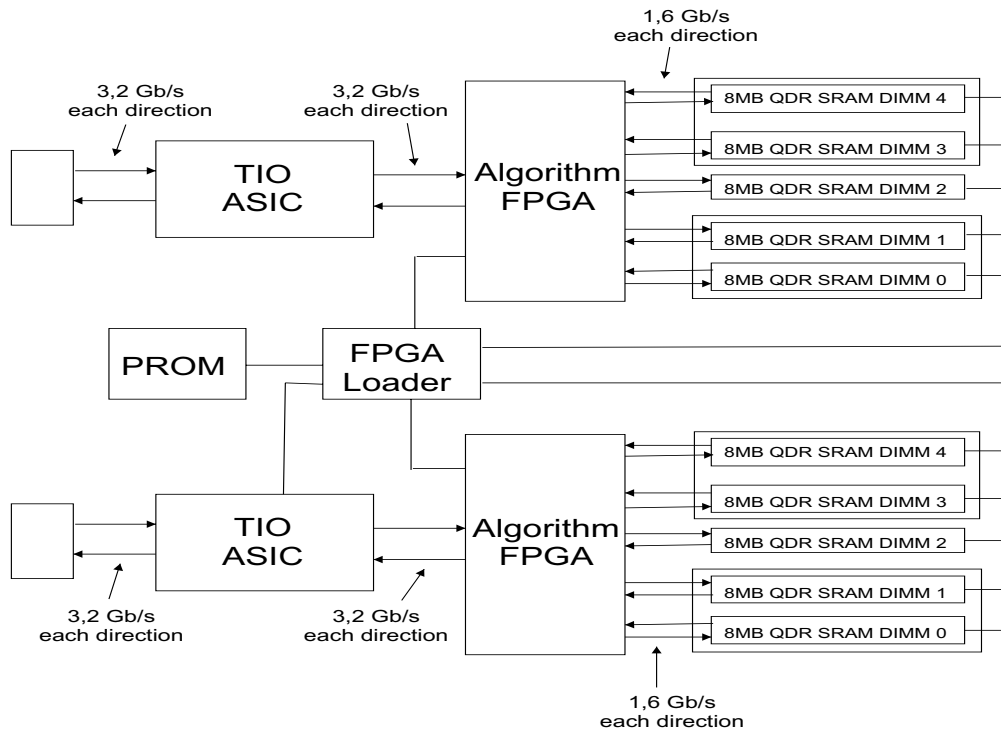 1,6 Gb/s
each direction
3,2 Gb/s
each direction
3,2 Gb/s
each direction
8MB QDR SRAM DIMM 4
TIO
ASIC
Algorithm
FPGA
8MB QDR SRAM DIMM 3
8MB QDR SRAM DIMM 2
8MB QDR SRAM DIMM 1
8MB QDR SRAM DIMM 0
PROM
FPGA
Loader
8MB QDR SRAM DIMM 4
TIO
ASIC
Algorithm
FPGA
8MB QDR SRAM DIMM 3
8MB QDR SRAM DIMM 2
8MB QDR SRAM DIMM 1
8MB QDR SRAM DIMM 0
3,2 Gb/s
each direction
3,2 Gb/s
each direction
1,6 Gb/s
each direction